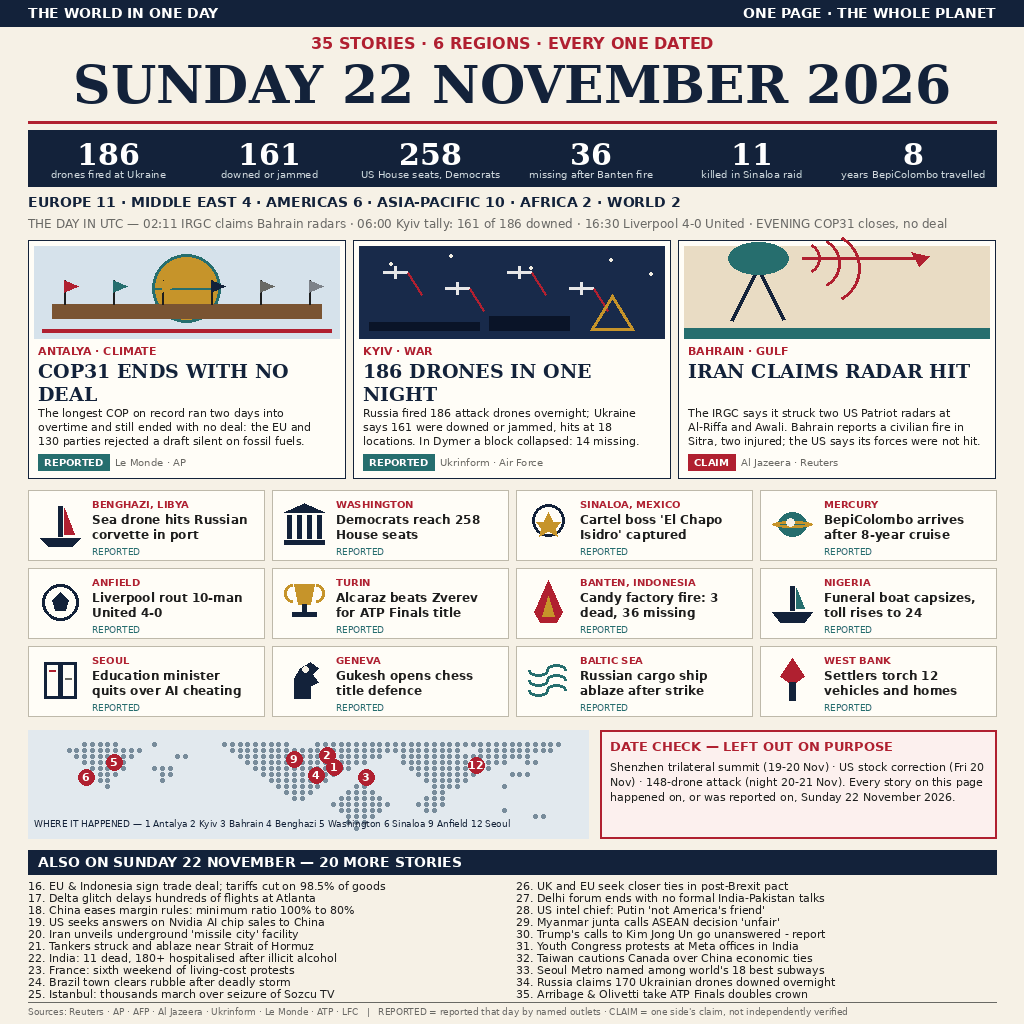 THE WORLD IN ONE DAY
ONE PAGE · THE WHOLE PLANET
35 STORIES · 6 REGIONS · EVERY ONE DATED
SUNDAY 22 NOVEMBER 2026
186
drones fired at Ukraine
161
downed or jammed
258
US House seats, Democrats
36
missing after Banten fire
11
killed in Sinaloa raid
8
years BepiColombo travelled
EUROPE 11 · MIDDLE EAST 4 · AMERICAS 6 · ASIA-PACIFIC 10 · AFRICA 2 · WORLD 2
THE DAY IN UTC — 02:11 IRGC claims Bahrain radars · 06:00 Kyiv tally: 161 of 186 downed · 16:30 Liverpool 4-0 United · EVENING COP31 closes, no deal
ANTALYA · CLIMATE
COP31 ENDS WITH NO
DEAL
The longest COP on record ran two days into
overtime and still ended with no deal: the EU and
130 parties rejected a draft silent on fossil fuels.
REPORTED Le Monde · AP
KYIV · WAR
186 DRONES IN ONE
NIGHT
Russia fired 186 attack drones overnight; Ukraine
says 161 were downed or jammed, hits at 18
locations. In Dymer a block collapsed: 14 missing.
REPORTED Ukrinform · Air Force
BAHRAIN · GULF
IRAN CLAIMS RADAR HIT
The IRGC says it struck two US Patriot radars at
Al-Riffa and Awali. Bahrain reports a civilian fire in
Sitra, two injured; the US says its forces were not hit.
CLAIM Al Jazeera · Reuters
BENGHAZI, LIBYA
Sea drone hits Russian
corvette in port
REPORTED
WASHINGTON
Democrats reach 258
House seats
REPORTED
SINALOA, MEXICO
Cartel boss 'El Chapo
Isidro' captured
REPORTED
MERCURY
BepiColombo arrives
after 8-year cruise
REPORTED
ANFIELD
Liverpool rout 10-man
United 4-0
REPORTED
TURIN
Alcaraz beats Zverev
for ATP Finals title
REPORTED
BANTEN, INDONESIA
Candy factory fire: 3
dead, 36 missing
REPORTED
NIGERIA
Funeral boat capsizes,
toll rises to 24
REPORTED
SEOUL
Education minister
quits over AI cheating
REPORTED
GENEVA
Gukesh opens chess
title defence
REPORTED
BALTIC SEA
Russian cargo ship
ablaze after strike
REPORTED
WEST BANK
Settlers torch 12
vehicles and homes
REPORTED
6
5
9
2
1
4
3
12
WHERE IT HAPPENED — 1 Antalya 2 Kyiv 3 Bahrain 4 Benghazi 5 Washington 6 Sinaloa 9 Anfield 12 Seoul
DATE CHECK — LEFT OUT ON PURPOSE
Shenzhen trilateral summit (19-20 Nov) · US stock correction (Fri 20
Nov) · 148-drone attack (night 20-21 Nov). Every story on this page
happened on, or was reported on, Sunday 22 November 2026.
ALSO ON SUNDAY 22 NOVEMBER — 20 MORE STORIES
16. EU & Indonesia sign trade deal; tariffs cut on 98.5% of goods
17. Delta glitch delays hundreds of flights at Atlanta
18. China eases margin rules: minimum ratio 100% to 80%
19. US seeks answers on Nvidia AI chip sales to China
20. Iran unveils underground 'missile city' facility
21. Tankers struck and ablaze near Strait of Hormuz
22. India: 11 dead, 180+ hospitalised after illicit alcohol
23. France: sixth weekend of living-cost protests
24. Brazil town clears rubble after deadly storm
25. Istanbul: thousands march over seizure of Sozcu TV
26. UK and EU seek closer ties in post-Brexit pact
27. Delhi forum ends with no formal India-Pakistan talks
28. US intel chief: Putin 'not America's friend'
29. Myanmar junta calls ASEAN decision 'unfair'
30. Trump's calls to Kim Jong Un go unanswered - report
31. Youth Congress protests at Meta offices in India
32. Taiwan cautions Canada over China economic ties
33. Seoul Metro named among world's 18 best subways
34. Russia claims 170 Ukrainian drones downed overnight
35. Arribage & Olivetti take ATP Finals doubles crown
Sources: Reuters · AP · AFP · Al Jazeera · Ukrinform · Le Monde · ATP · LFC | REPORTED = reported that day by named outlets · CLAIM = one side's claim, not independently verified